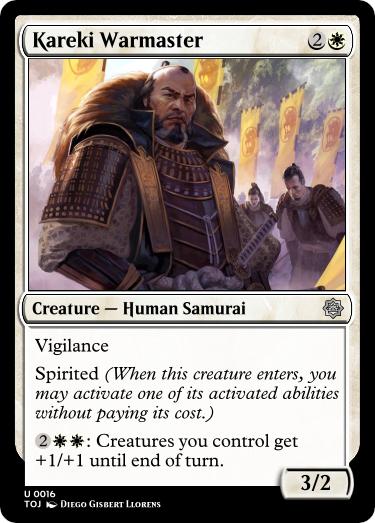 Kareki Warmaster 2
Creature — Human Samurai
Vigilance
Spirited (When this creature enters, you
may activate one of its activated abilities
without paying its cost.)
2: Creatures you control get
+1/+1 until end of turn.
3/2
U 0016
TOJ Diego Gisbert Llorens